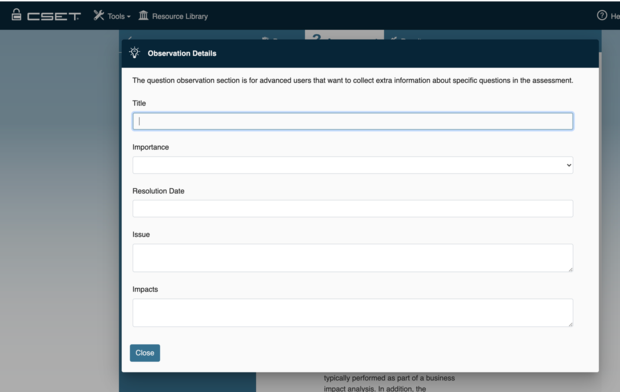 CSET Tools Resource Library
Observation Details
The question observation section is for advanced users that want to collect extra information about specific questions in the assessment.
Title
Importance
Resolution Date
Issue
Impacts
Close
typically performed as part of a business
impact analysis. In addition, the